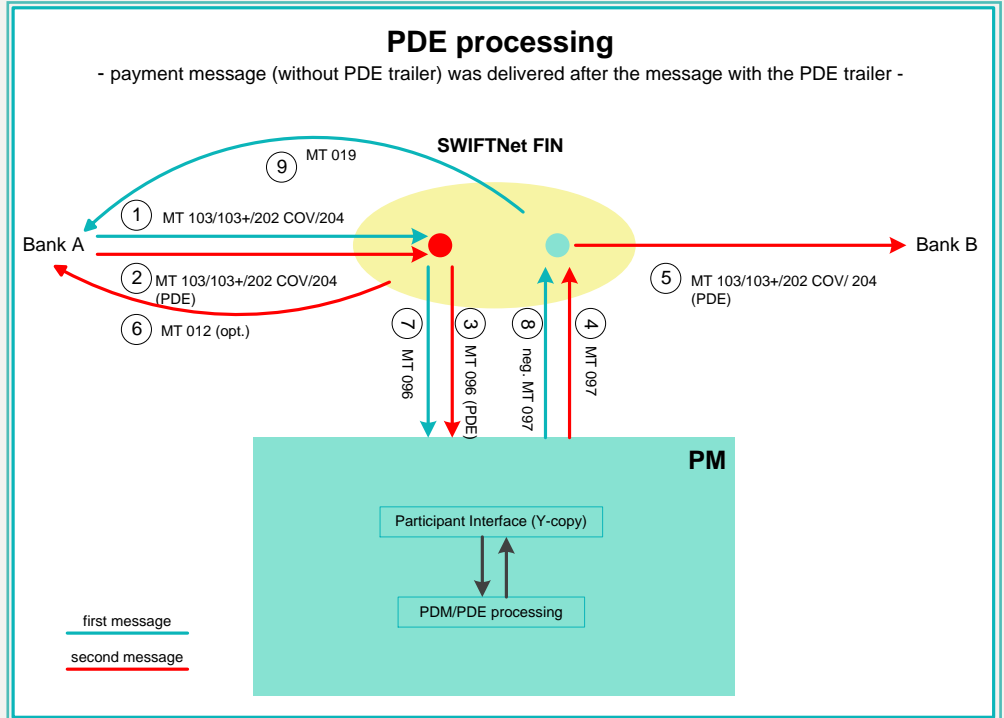 PDE processing
- payment message (without PDE trailer) was delivered after the message with the PDE trailer -
SWIFTNet FIN
9 MT 019
1 MT 103/103+/202 COV/204
Bank A
Bank B
2 MT 103/103+/202 COV/204
(PDE)
5 MT 103/103+/202 COV/ 204
(PDE)
6 MT 012 (opt.)
7 MT 096
3 MT 096 (PDE)
8 neg. MT 097
4 MT 097
PM
Participant Interface (Y-copy)
PDM/PDE processing
first message
second message